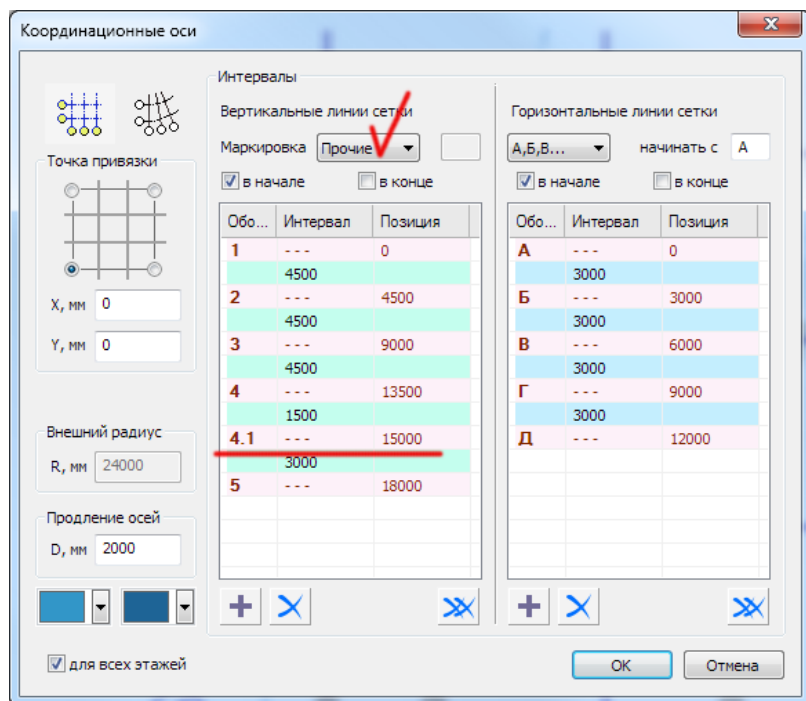 Координационные оси
Интервалы
Вертикальные линии сетки
Маркировка Прочие
в начале в конце
Обо... Интервал Позиция
1 - - - 0
4500
2 - - - 4500
4500
3 - - - 9000
4500
4 - - - 13500
1500
4.1 - - - 15000
3000
5 - - - 18000
Горизонтальные линии сетки
А,Б,В... начинать с А
в начале в конце
Обо... Интервал Позиция
А - - - 0
3000
Б - - - 3000
3000
В - - - 6000
3000
Г - - - 9000
3000
Д - - - 12000
Точка привязки
X, мм 0
Y, мм 0
Внешний радиус
R, мм 24000
Продление осей
D, мм 2000
для всех этажей
OK Отмена